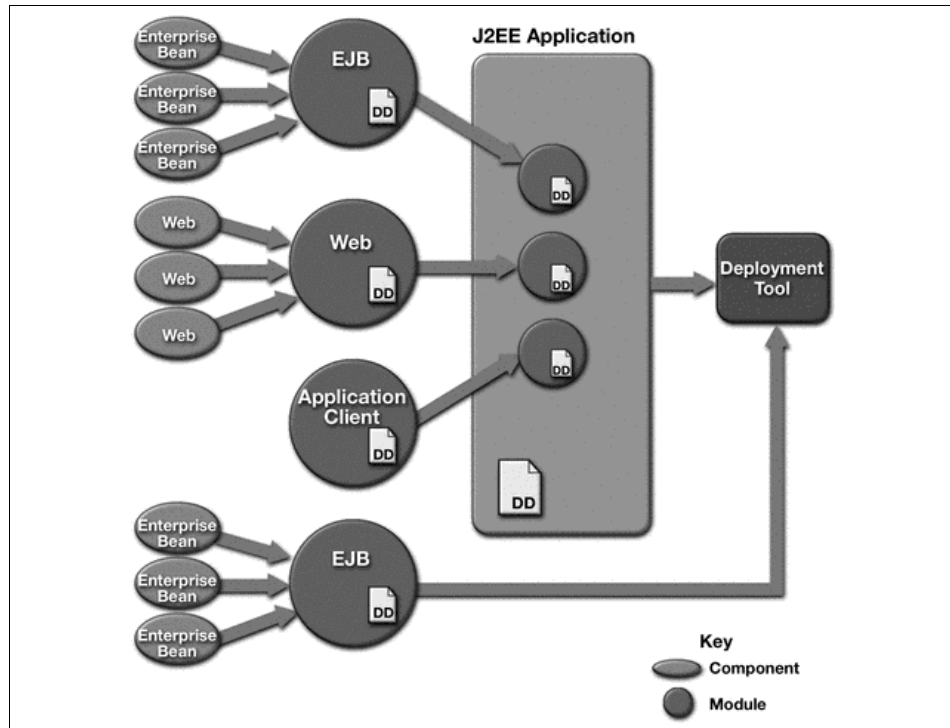 J2EE Application
Enterprise
Bean
Enterprise
Bean
Enterprise
Bean
EJB
DD
DD
Web
Web
Web
Web
DD
DD
Deployment
Tool
Application
Client
DD
DD
DD
Enterprise
Bean
Enterprise
Bean
Enterprise
Bean
EJB
DD
Key
Component
Module